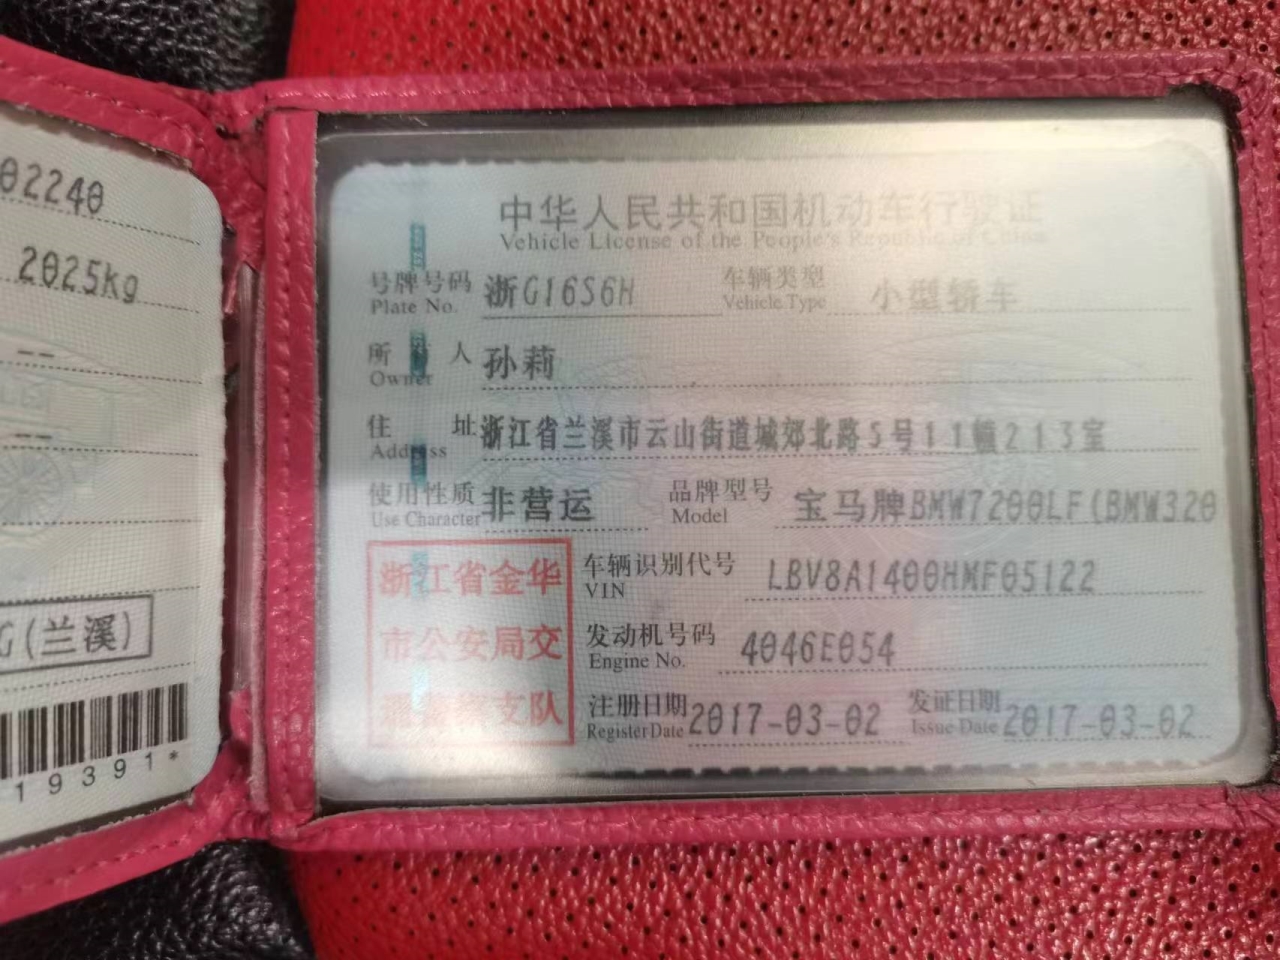 02240
2025kg
--
--
G(兰溪)
19391*
中华人民共和国机动车行驶证
Vehicle License of the People's Republic of China
号牌号码 浙G16S6H 车辆类型 小型轿车
Plate No. Vehicle Type
所有人 孙莉
Owner
住址 浙江省兰溪市云山街道城郊北路5号11幢213室
Address
使用性质 非营运 品牌型号 宝马牌BMW7200LF(BMW320
Use Character Model
浙江省金华
市公安局交
通警察支队
车辆识别代号 LBV8A1400HMF05122
VIN
发动机号码 4046E054
Engine No.
注册日期 2017-03-02 发证日期 2017-03-02
Register Date Issue Date